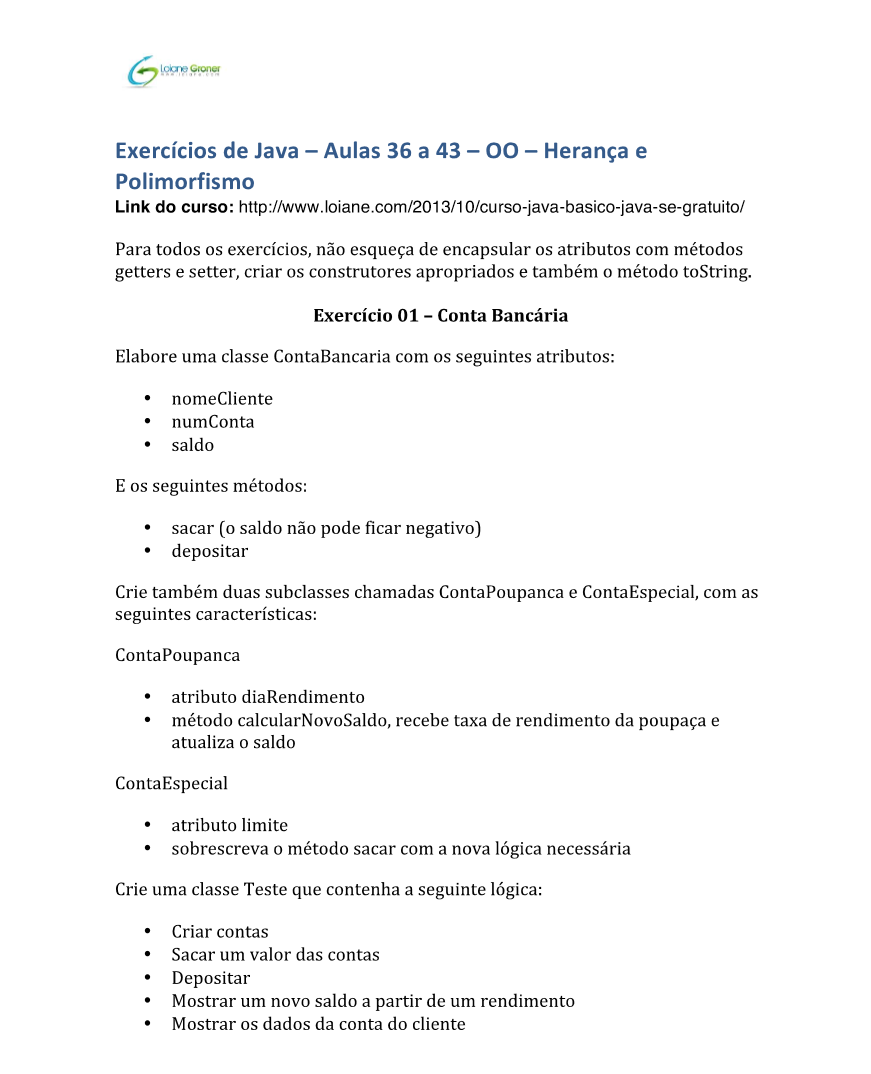 Loiane Groner
www.loiane.com
Exercícios de Java – Aulas 36 a 43 – OO – Herança e
Polimorfismo
Link do curso: http://www.loiane.com/2013/10/curso-java-basico-java-se-gratuito/
Para todos os exercícios, não esqueça de encapsular os atributos com métodos
getters e setter, criar os construtores apropriados e também o método toString.
Exercício 01 – Conta Bancária
Elabore uma classe ContaBancaria com os seguintes atributos:
• nomeCliente
• numConta
• saldo
E os seguintes métodos:
• sacar (o saldo não pode ficar negativo)
• depositar
Crie também duas subclasses chamadas ContaPoupanca e ContaEspecial, com as
seguintes características:
ContaPoupanca
• atributo diaRendimento
• método calcularNovoSaldo, recebe taxa de rendimento da poupaça e
atualiza o saldo
ContaEspecial
• atributo limite
• sobrescreva o método sacar com a nova lógica necessária
Crie uma classe Teste que contenha a seguinte lógica:
• Criar contas
• Sacar um valor das contas
• Depositar
• Mostrar um novo saldo a partir de um rendimento
• Mostrar os dados da conta do cliente